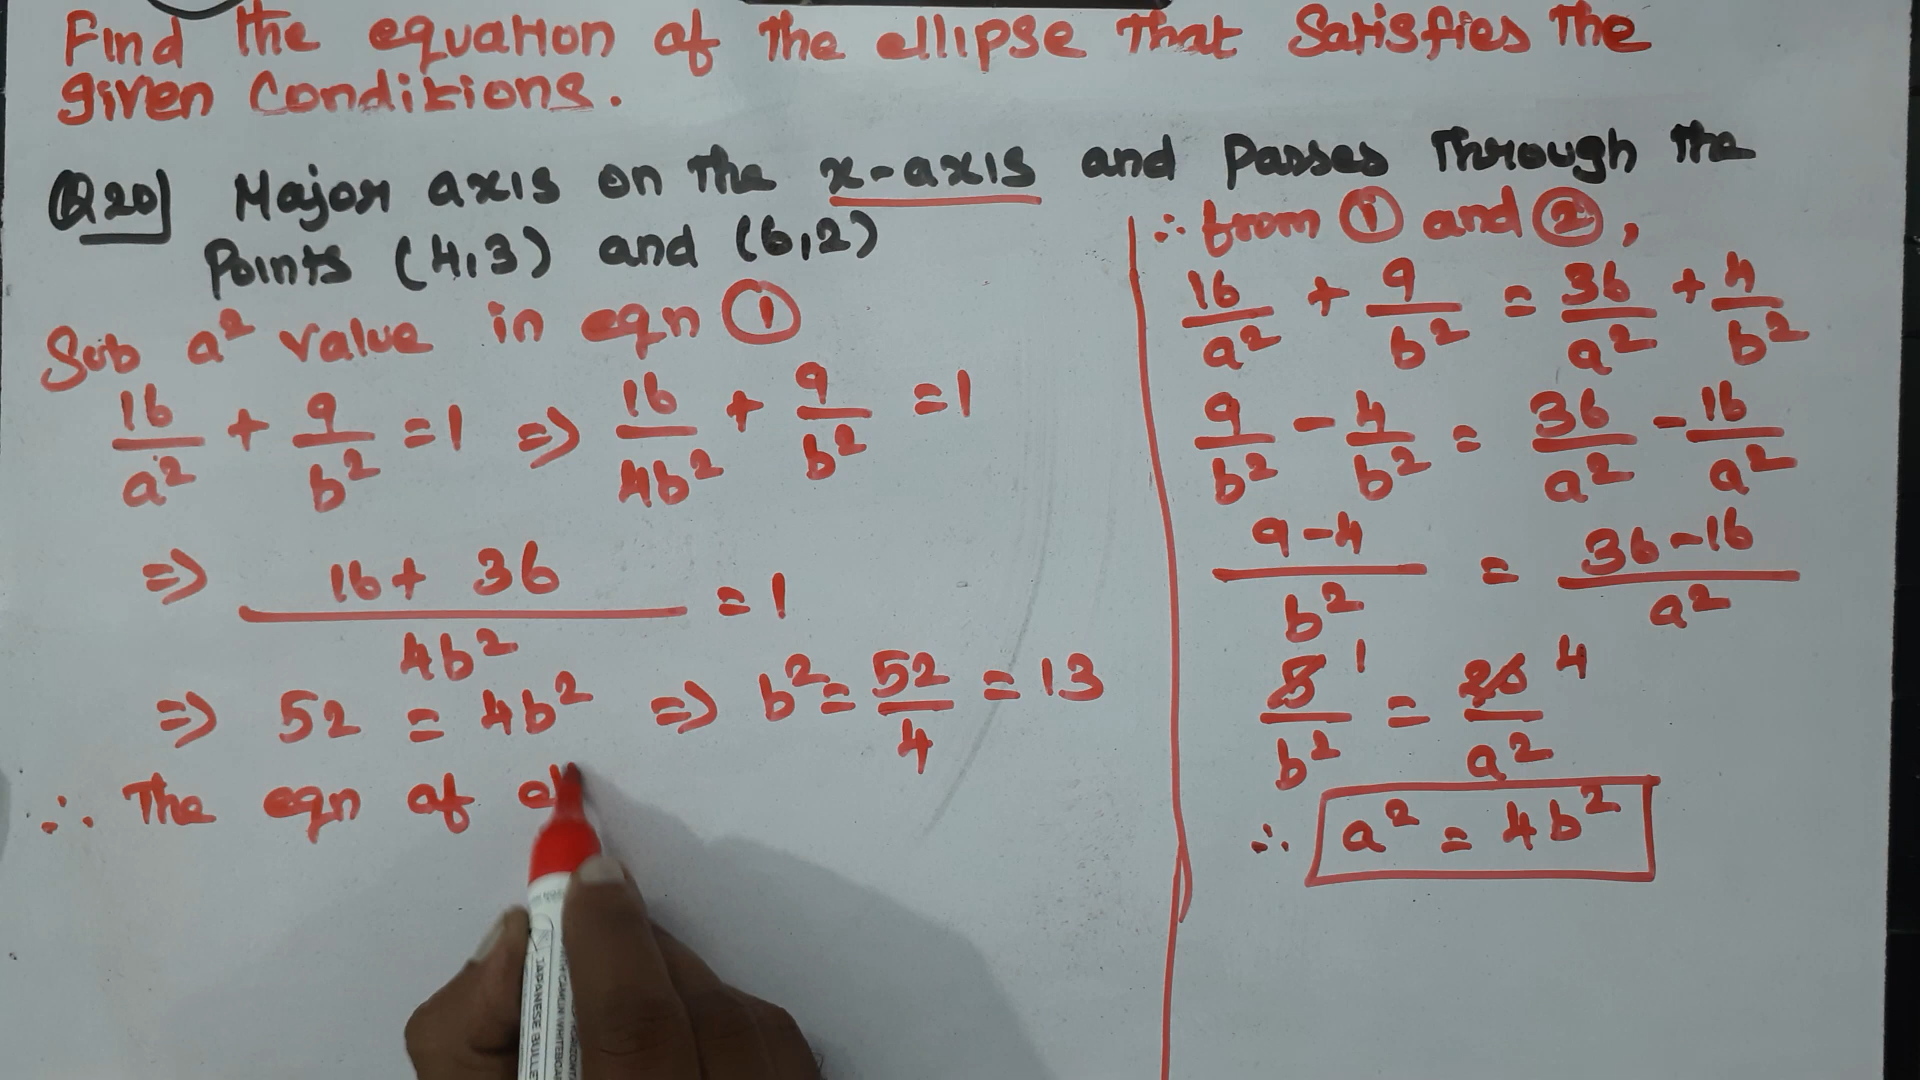 Find the equation of the ellipse that satisfies the
given conditions.
Q20] Major axis on the x-axis and passes through the
points (4,3) and (6,2)
Sub a² value in eqn ①
16/a² + 9/b² = 1 ⇒ 16/4b² + 9/b² = 1
⇒ 16 + 36/4b² = 1
⇒ 52 = 4b² ⇒ b² = 52/4 = 13
∴ The eqn of
∴ from ① and ②,
16/a² + 9/b² = 36/a² + 4/b²
9/b² - 4/b² = 36/a² - 16/a²
9-4/b² = 36-16/a²
5 1/b² = 20 4/a²
∴ a² = 4b²